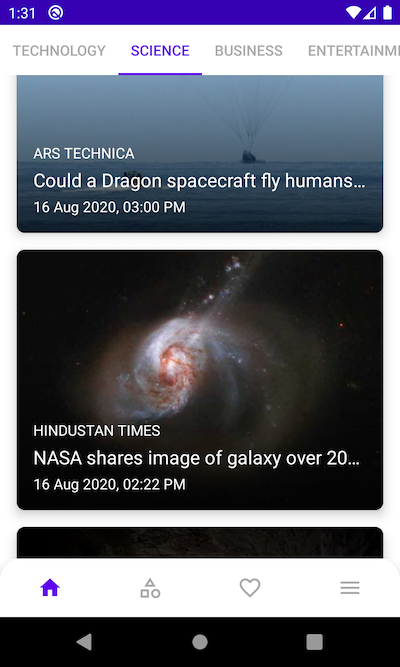 1:31
TECHNOLOGY SCIENCE BUSINESS ENTERTAINM
ARS TECHNICA
Could a Dragon spacecraft fly humans…
16 Aug 2020, 03:00 PM
HINDUSTAN TIMES
NASA shares image of galaxy over 20…
16 Aug 2020, 02:22 PM